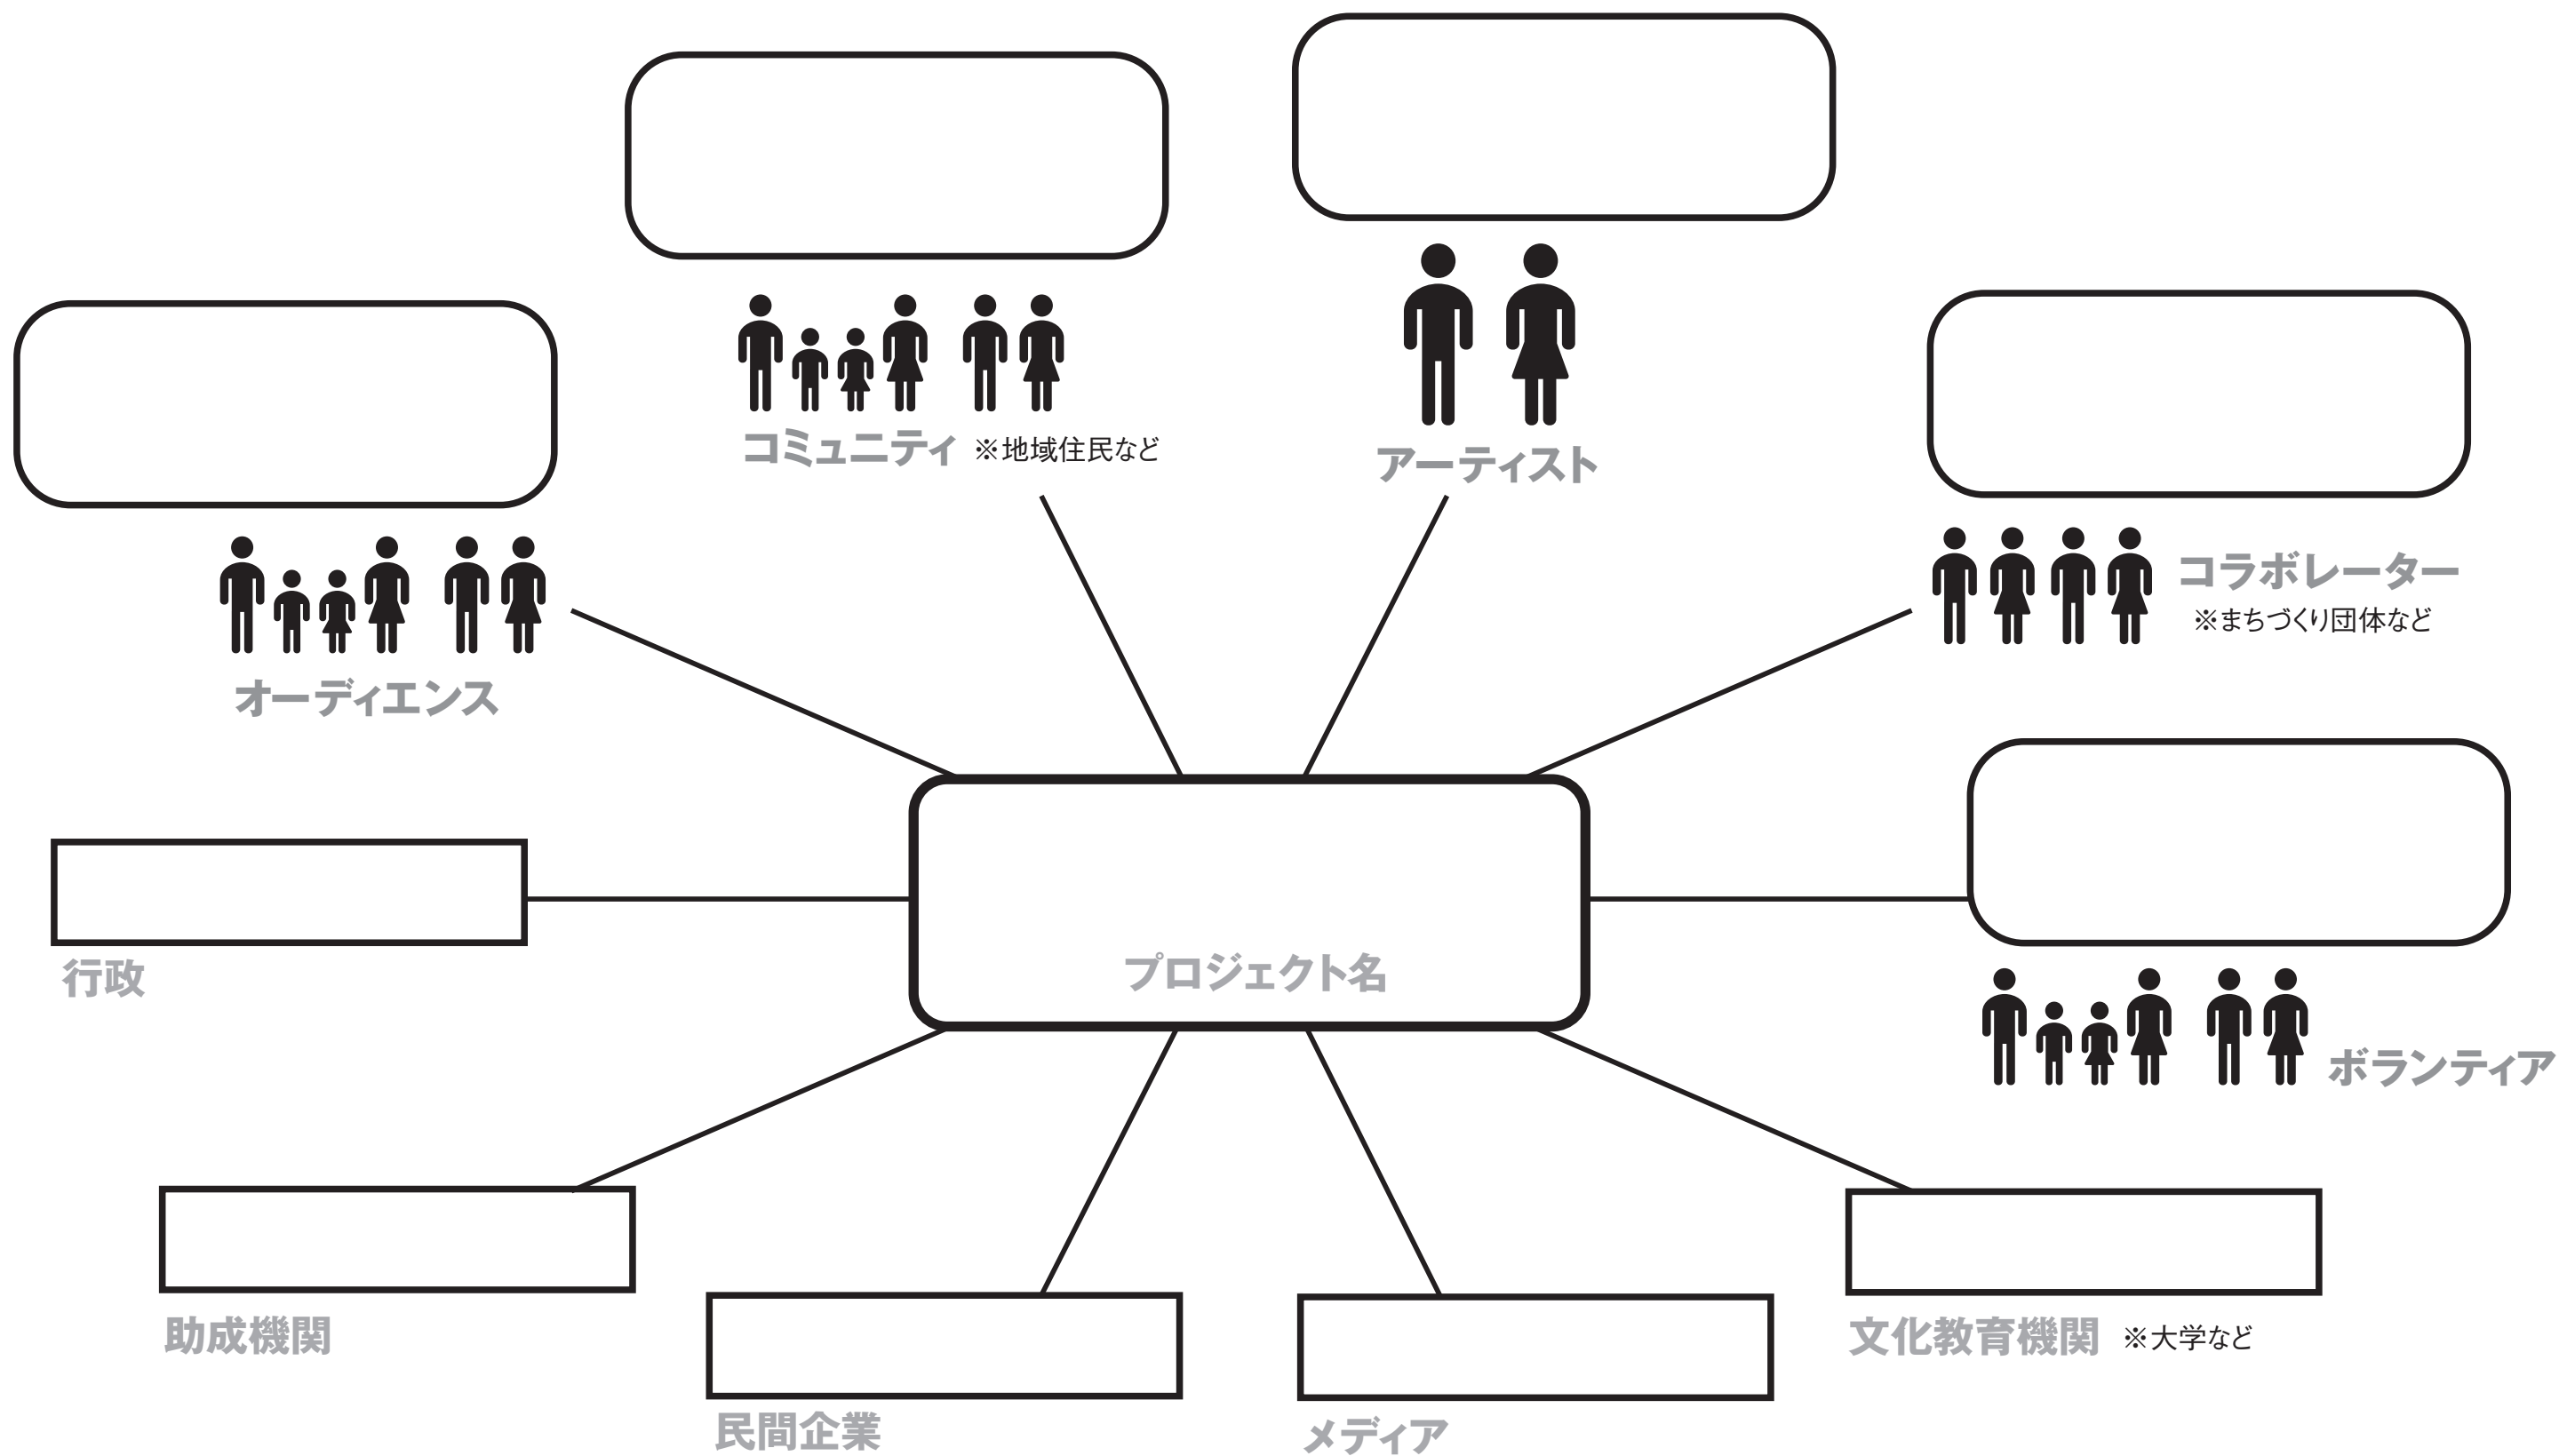 コミュニティ ※地域住民など
アーティスト
コラボレーター
※まちづくり団体など
オーディエンス
プロジェクト名
行政
ボランティア
助成機関
文化教育機関 ※大学など
民間企業
メディア